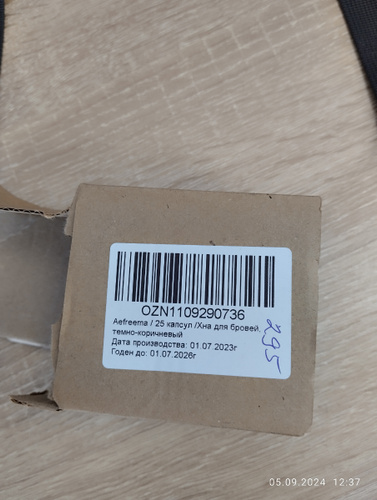 OZN1109290736
Aefreema / 25 капсул /Хна для бровей,
темно-коричневый
Дата производства: 01.07.2023г
Годен до: 01.07.2026г
295
05.09.2024 12:37